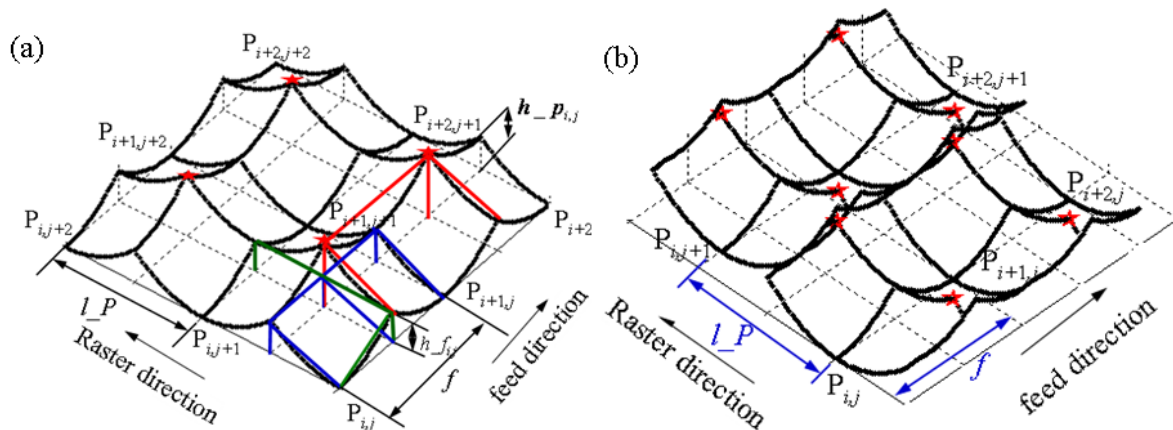 (a)
P_{i+2,j+2}
h_p_{i,j}
P_{i+2,j+1}
P_{i+1,j+2}
P_{i+1,j+1}
P_{i,j+2}
P_{i+2}
P_{i+1,j}
l_P
P_{i,j+1}
h_f_{i,j}
f
Raster direction
feed direction
P_{i,j}
(b)
P_{i+2,j+1}
P_{i+2,j}
P_{i,j+1}
P_{i+1,j}
l_P
f
Raster direction
feed direction
P_{i,j}